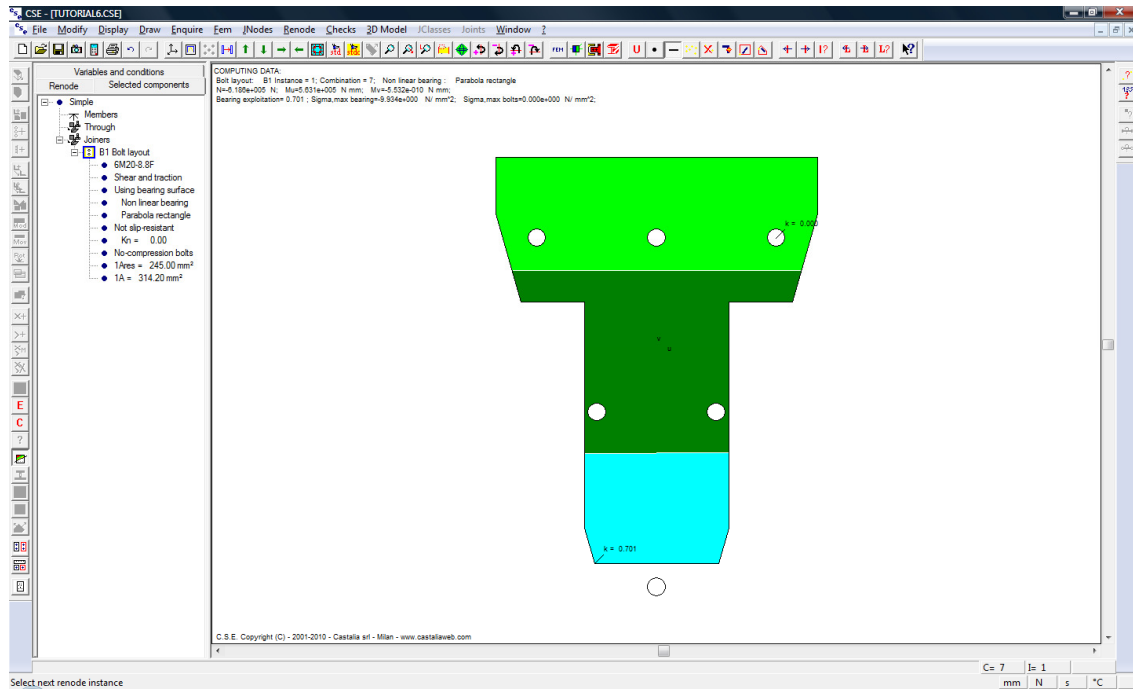 CSE - [TUTORIAL6.CSE]
File Modify Display Draw Enquire Fem JNodes Renode Checks 3D Model JClasses Joints Window ?
Variables and conditions
Renode Selected components
Simple
Members
Through
Joiners
B1 Bolt layout
6M20-8.8F
Shear and traction
Using bearing surface
Non linear bearing
Parabola rectangle
Not slip-resistant
Kn = 0.00
No-compression bolts
1Ares = 245.00 mm²
1A = 314.20 mm²
COMPUTING DATA:
Bolt layout: B1 Instance = 1; Combination = 7; Non linear bearing : Parabola rectangle
N=-6.186e+005 N; Mu=5.631e+005 N mm; Mv=-5.532e-010 N mm;
Bearing exploitation= 0.701 ; Sigma,max bearing=-9.934e+000 N/ mm^2; Sigma,max bolts=0.000e+000 N/ mm^2;
k = 0.000
k = 0.701
C.S.E. Copyright (C) - 2001-2010 - Castalia srl - Milan - www.castaliaweb.com
C= 7 I= 1
Select next renode instance mm N s °C